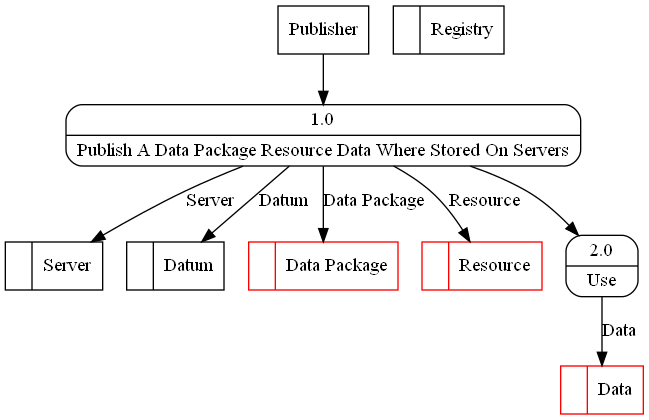 Publisher
Registry
1.0
Publish A Data Package Resource Data Where Stored On Servers
Server
Datum
Data Package
Resource
Server
Datum
Data Package
Resource
2.0
Use
Data
Data